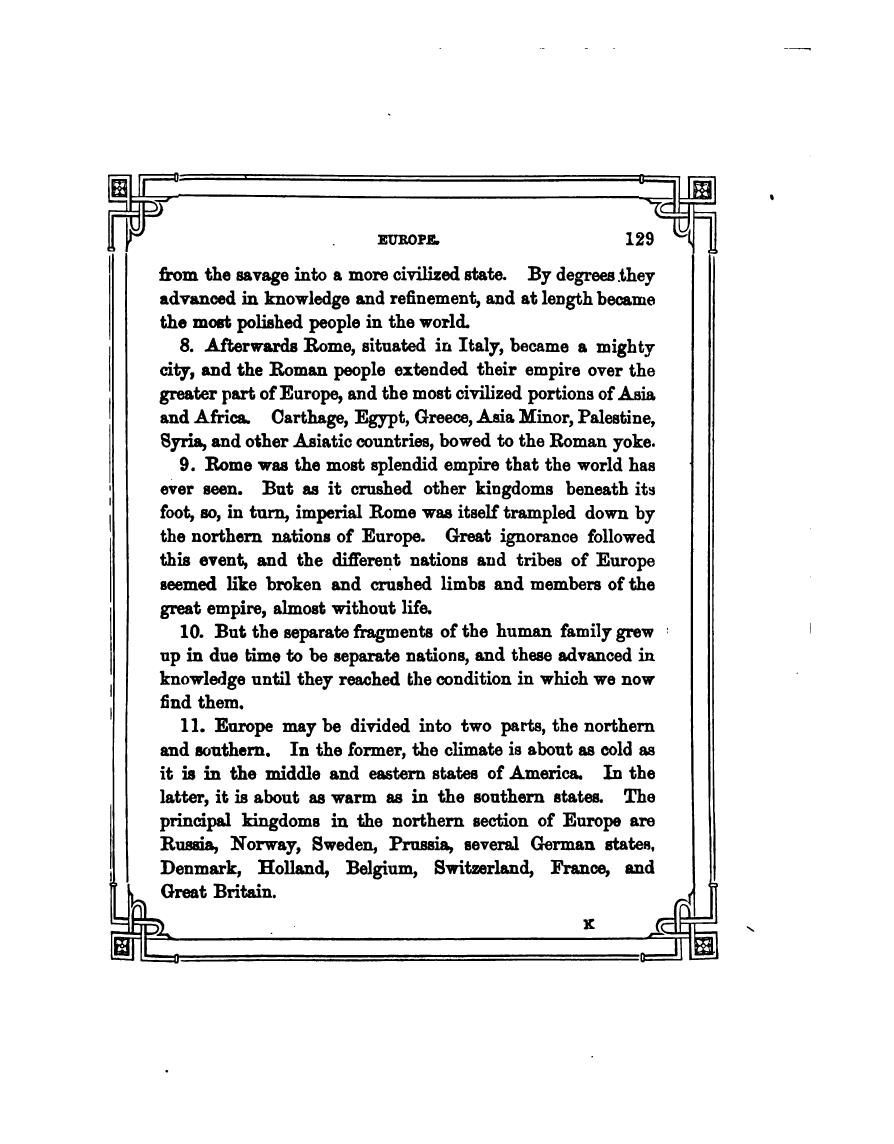 EUROPE. 129
from the savage into a more civilized state. By degrees they
advanced in knowledge and refinement, and at length became
the most polished people in the world.
8. Afterwards Rome, situated in Italy, became a mighty
city, and the Roman people extended their empire over the
greater part of Europe, and the most civilized portions of Asia
and Africa. Carthage, Egypt, Greece, Asia Minor, Palestine,
Syria, and other Asiatic countries, bowed to the Roman yoke.
9. Rome was the most splendid empire that the world has
ever seen. But as it crushed other kingdoms beneath its
foot, so, in turn, imperial Rome was itself trampled down by
the northern nations of Europe. Great ignorance followed
this event, and the different nations and tribes of Europe
seemed like broken and crushed limbs and members of the
great empire, almost without life.
10. But the separate fragments of the human family grew
up in due time to be separate nations, and these advanced in
knowledge until they reached the condition in which we now
find them.
11. Europe may be divided into two parts, the northern
and southern. In the former, the climate is about as cold as
it is in the middle and eastern states of America. In the
latter, it is about as warm as in the southern states. The
principal kingdoms in the northern section of Europe are
Russia, Norway, Sweden, Prussia, several German states,
Denmark, Holland, Belgium, Switzerland, France, and
Great Britain.
K